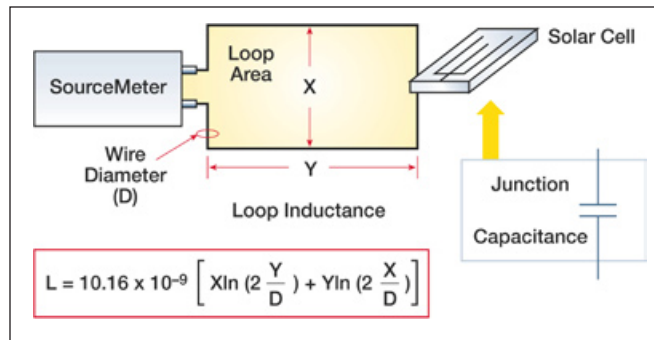 SourceMeter
Loop
Area
X
Solar Cell
Wire
Diameter
(D)
Y
Loop Inductance
Junction
Capacitance
L = 10.16 x 10⁻⁹ [ Xln (2 Y/D ) + Yln (2 X/D ) ]